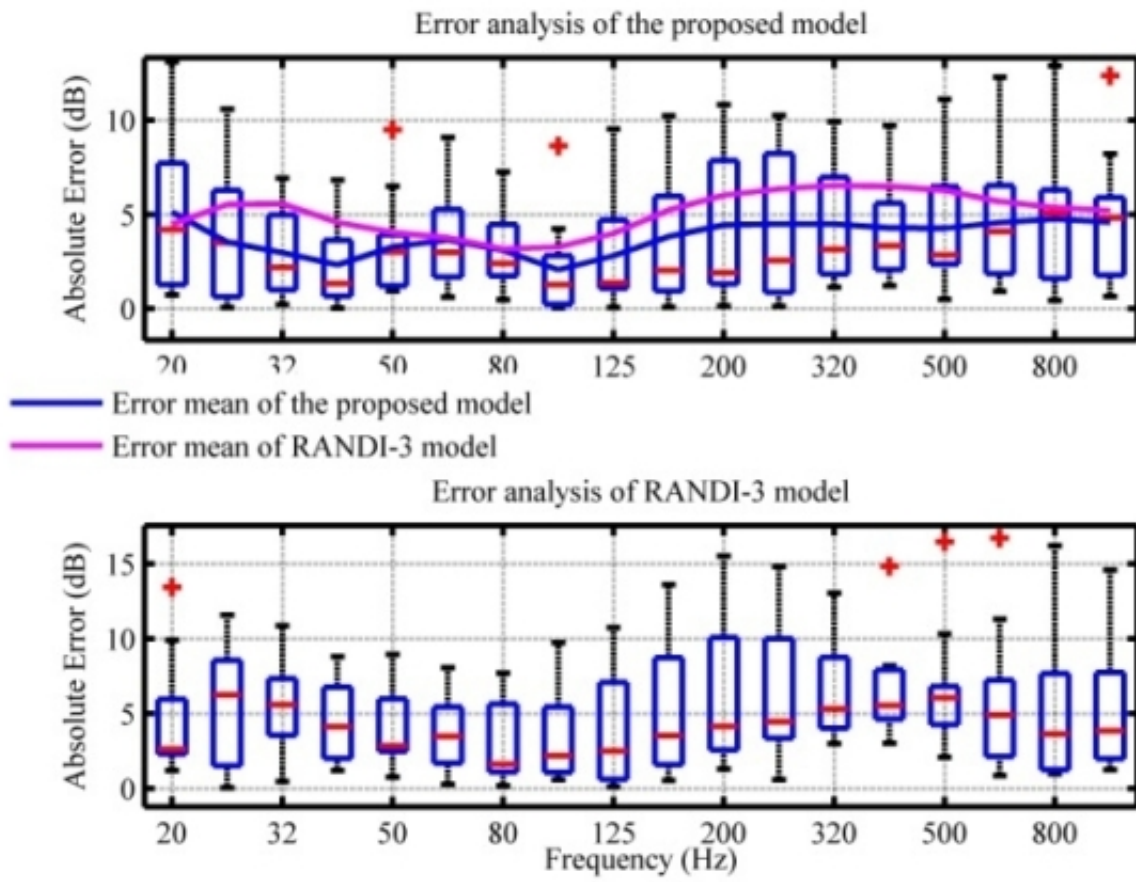 Error analysis of the proposed model
Absolute Error (dB)
10
5
0
20 32 50 80 125 200 320 500 800
Error mean of the proposed model
Error mean of RANDI-3 model
Error analysis of RANDI-3 model
Absolute Error (dB)
15
10
5
0
20 32 50 80 125 200 320 500 800
Frequency (Hz)